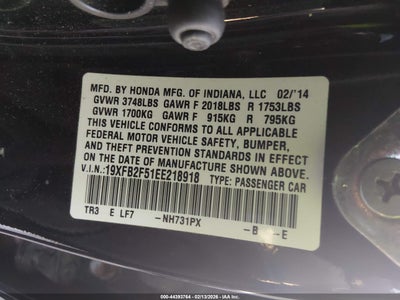 MFD. BY HONDA MFG. OF INDIANA, LLC 02/'14
GVWR 3748LBS GAWR F 2018LBS R 1753LBS
GVWR 1700KG GAWR F 915KG R 795KG
THIS VEHICLE CONFORMS TO ALL APPLICABLE
FEDERAL MOTOR VEHICLE SAFETY, BUMPER,
AND THEFT PREVENTION STANDARDS IN EFFECT
ON THE DATE OF MANUFACTURE SHOWN ABOVE.
V.I.N.:19XFB2F51EE218918 TYPE: PASSENGER CAR
TR3 E LF7 -NH731PX -B -E
000-44393764 - 02/13/2026 - IAAI.COM